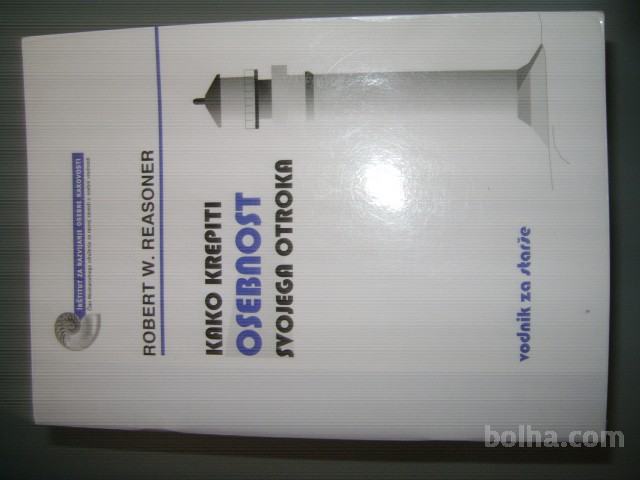 INŠTITUT ZA RAZVIJANJE OSEBNE KAKOVOSTI
ROBERT W. REASONER
KAKO KREPITI
OSEBNOST
SVOJEGA OTROKA
vodnik za starše
bolha.com